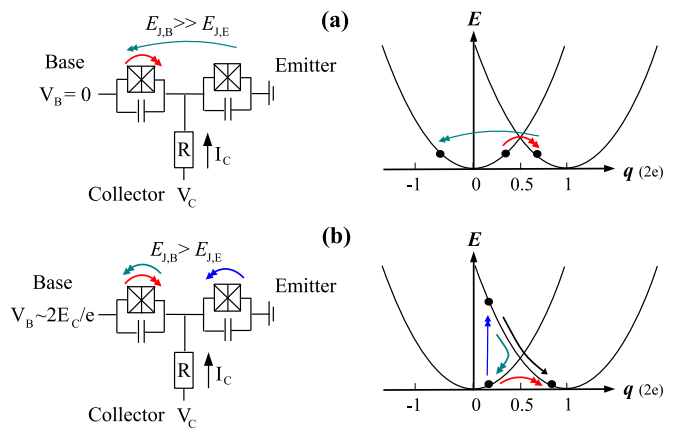 (a)
E_J,B >> E_J,E
E
Base
Emitter
V_B = 0
R
I_C
Collector
V_C
-1
0
0.5
1
q (2e)
(b)
E_J,B > E_J,E
E
Base
Emitter
V_B ~2E_C/e
R
I_C
Collector
V_C
-1
0
0.5
1
q (2e)